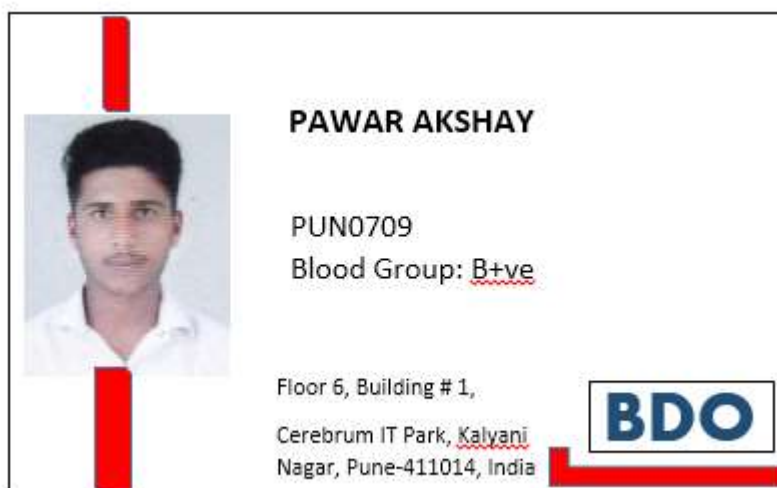 PAWAR AKSHAY
PUN0709
Blood Group: B+ve
Floor 6, Building # 1,
Cerebrum IT Park, Kalyani
Nagar, Pune-411014, India
BDO